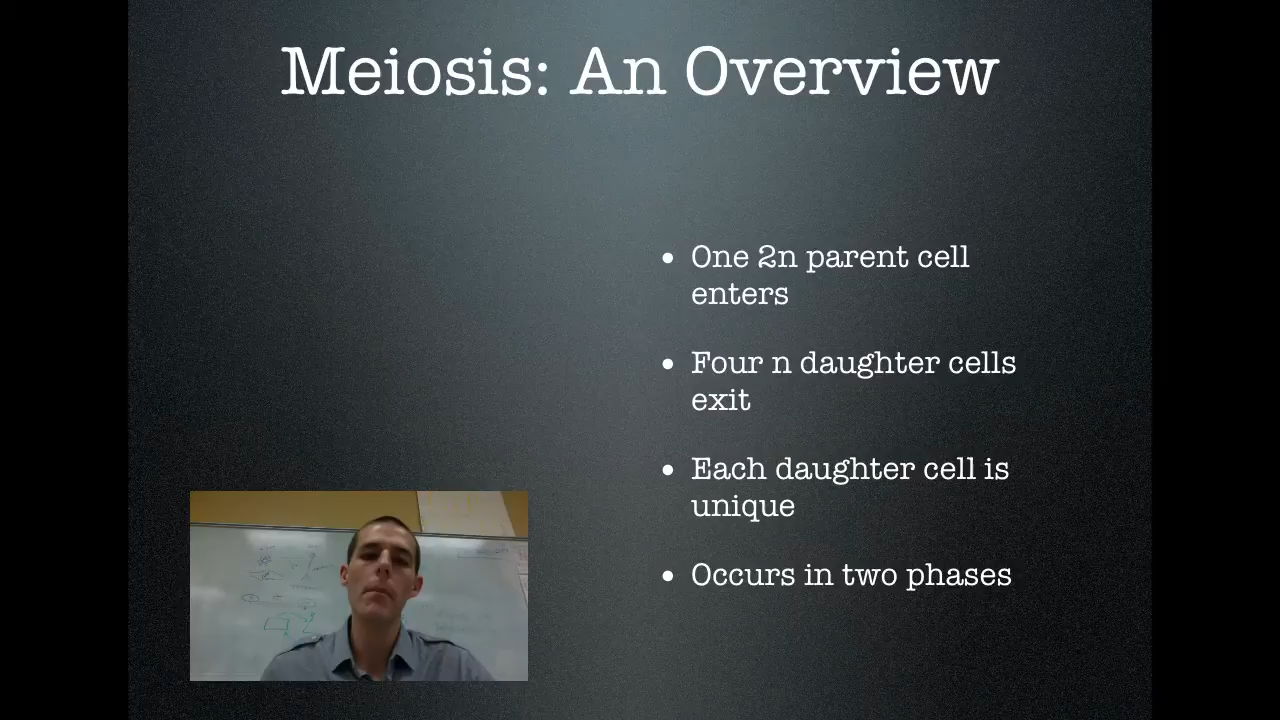 Meiosis: An Overview
• One 2n parent cell
enters
• Four n daughter cells
exit
• Each daughter cell is
unique
• Occurs in two phases